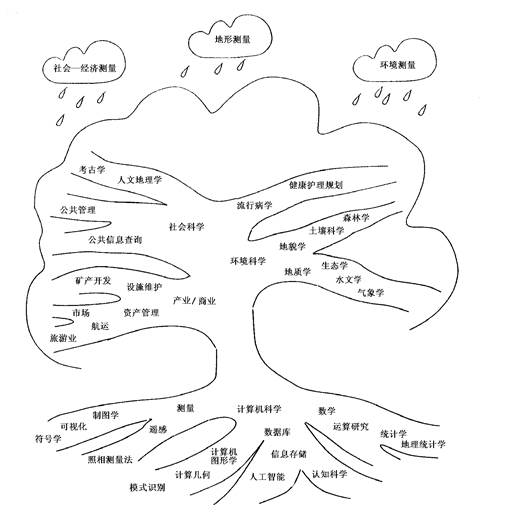 地形测量
社会—经济测量
环境测量
考古学
人文地理学
健康护理规划
流行病学
公共管理
森林学
社会科学
土壤科学
公共信息查询
地貌学
环境科学
生态学
地质学
水文学
矿产开发
设施维护
气象学
产业/商业
市场
资产管理
航运
旅游业
制图学
测量
计算机科学
数学
可视化
遥感
数据库
运算研究
符号学
统计学
地理统计学
照相测量法
计算机
图形学
信息存储
计算几何
人工智能
认知科学
模式识别